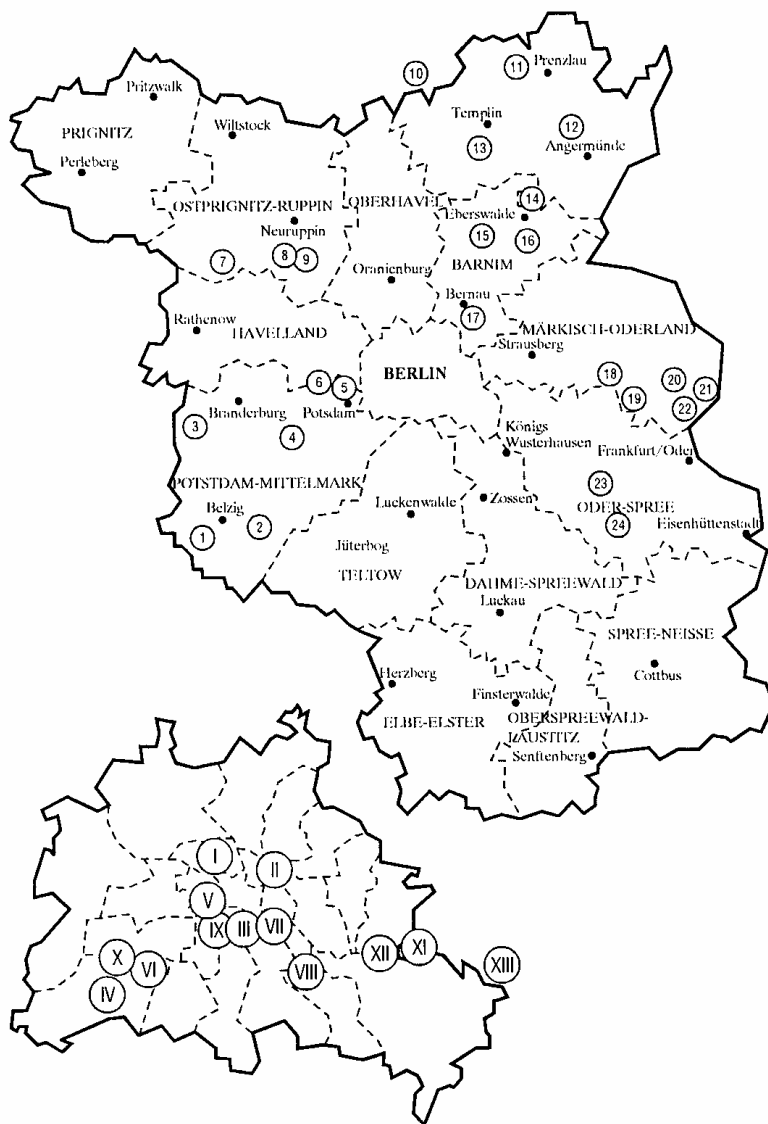 10
11
Prenzlau
Pritzwalk
Templin
12
PRIGNITZ
Wiltstock
13
Angermünde
Perleberg
14
OSTPRIGNITZ-RUPPIN
OBERHAVEL
Eberswalde
Neuruppin
15
16
7
8
9
BARNIM
Oranienburg
Bernau
17
Rathenow
HAVELLAND
MÄRKISCH-ODERLAND
Strausberg
BERLIN
18
20
21
6
5
19
22
Branderburg
Potsdam
3
4
Königs
Wusterhausen
Frankfurt/Oder
POTSTDAM-MITTELMARK
23
Zossen
ODER-SPREE
Belzig
Luckenwalde
1
2
24
Eisenhüttenstadt
Jüterbog
TELTOW
DAHME-SPREEWALD
Luckau
SPREE-NEISSE
Herzberg
Cottbus
Finsterwalde
ELBE-ELSTER
OBERSPREEWALD-
LAUSTITZ
Senftenberg
I
II
V
IX
III
VII
X
VI
VIII
XII
XI
XIII
IV